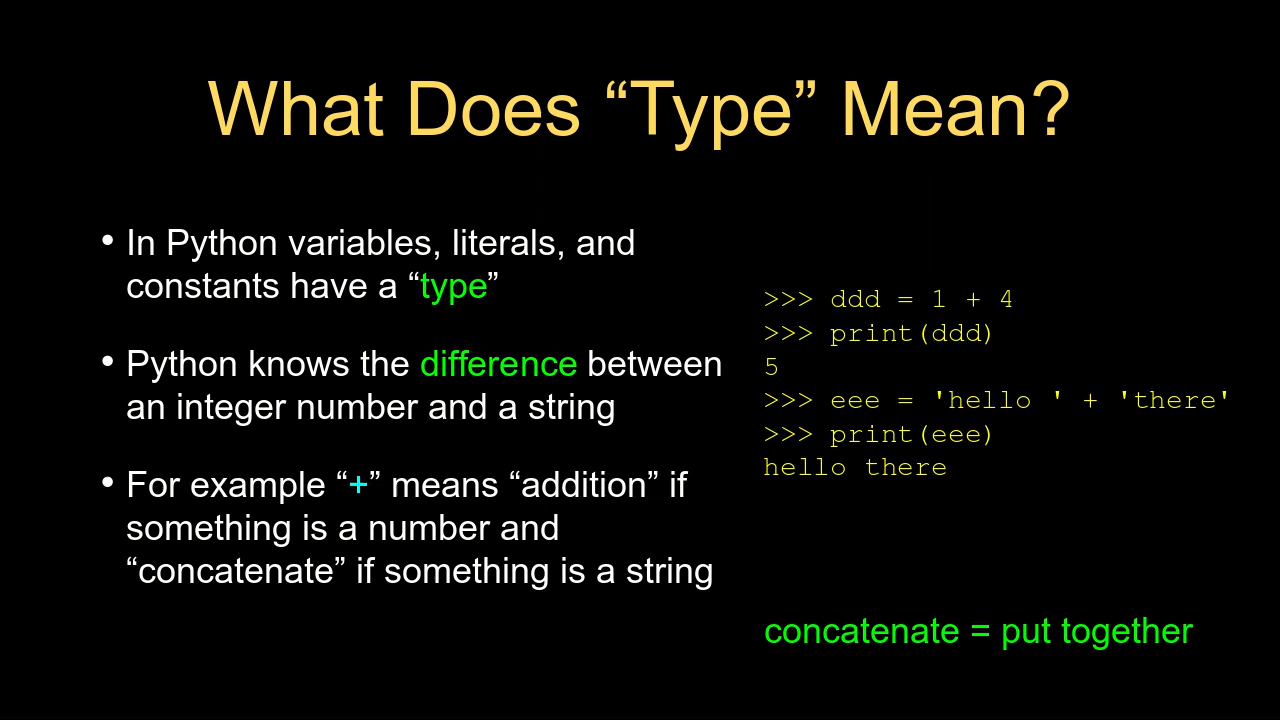 What Does “Type” Mean?
• In Python variables, literals, and
constants have a “type”
• Python knows the difference between
an integer number and a string
• For example “+” means “addition” if
something is a number and
“concatenate” if something is a string
>>> ddd = 1 + 4
>>> print(ddd)
5
>>> eee = 'hello ' + 'there'
>>> print(eee)
hello there
concatenate = put together